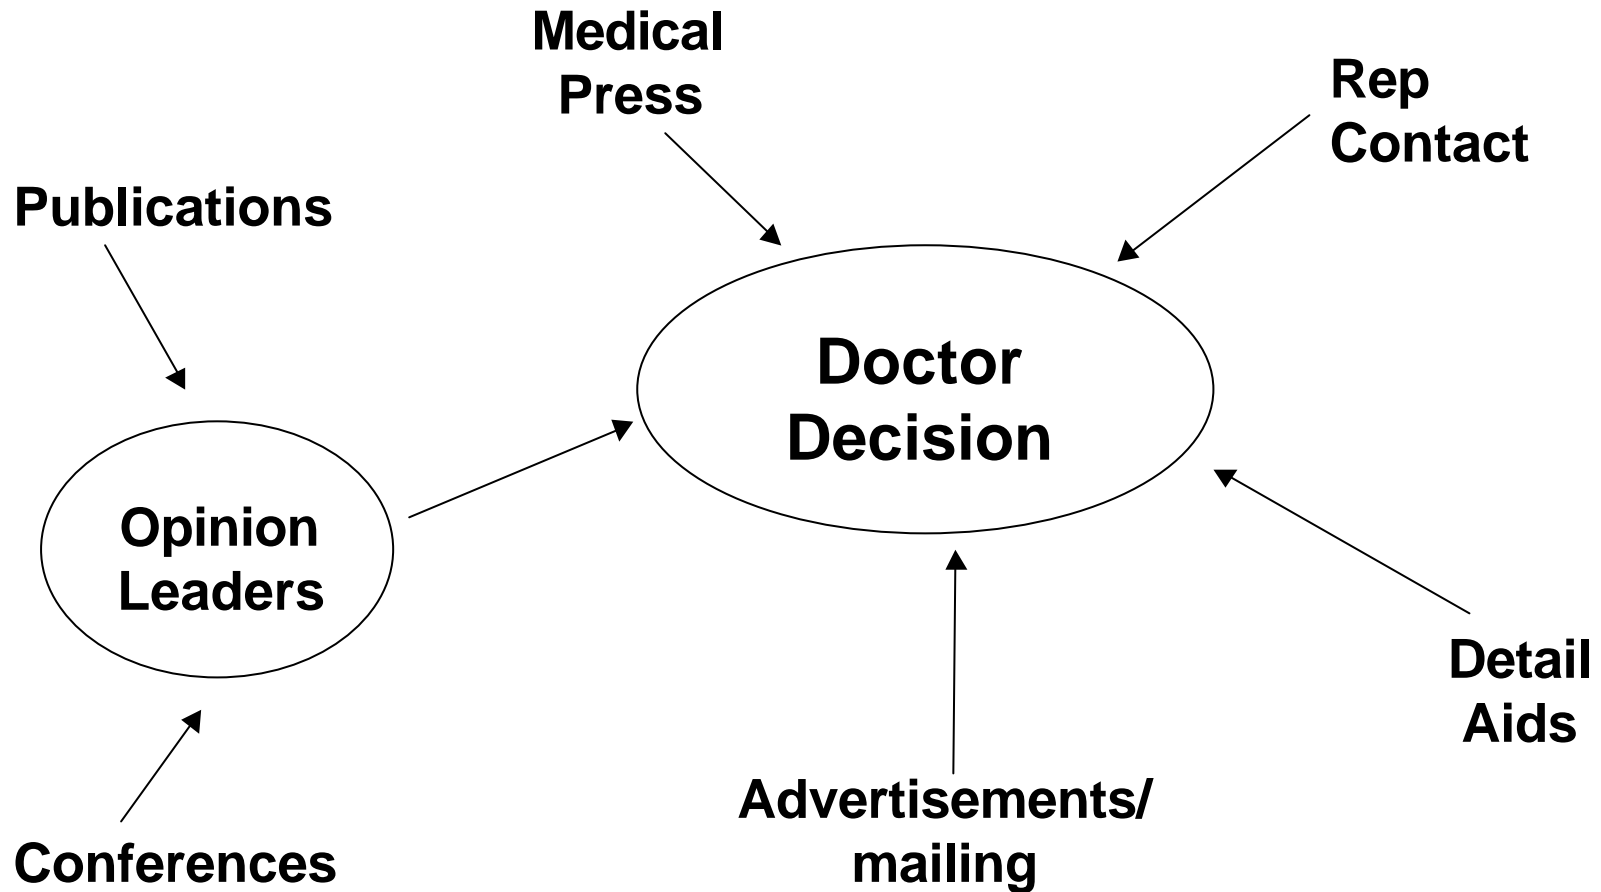 Medical
Press
Rep
Contact
Publications
Doctor
Decision
Opinion
Leaders
Detail
Aids
Advertisements/
mailing
Conferences